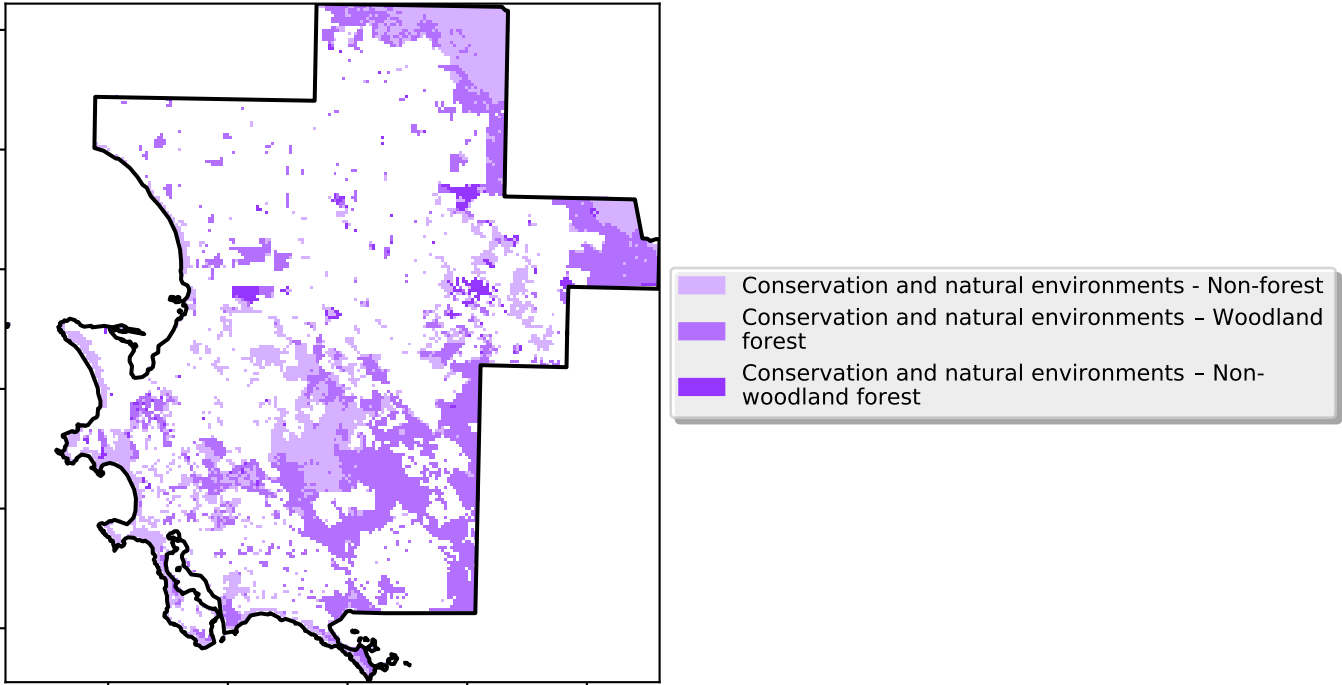 Conservation and natural environments - Non-forest
Conservation and natural environments – Woodland
forest
Conservation and natural environments – Non-
woodland forest